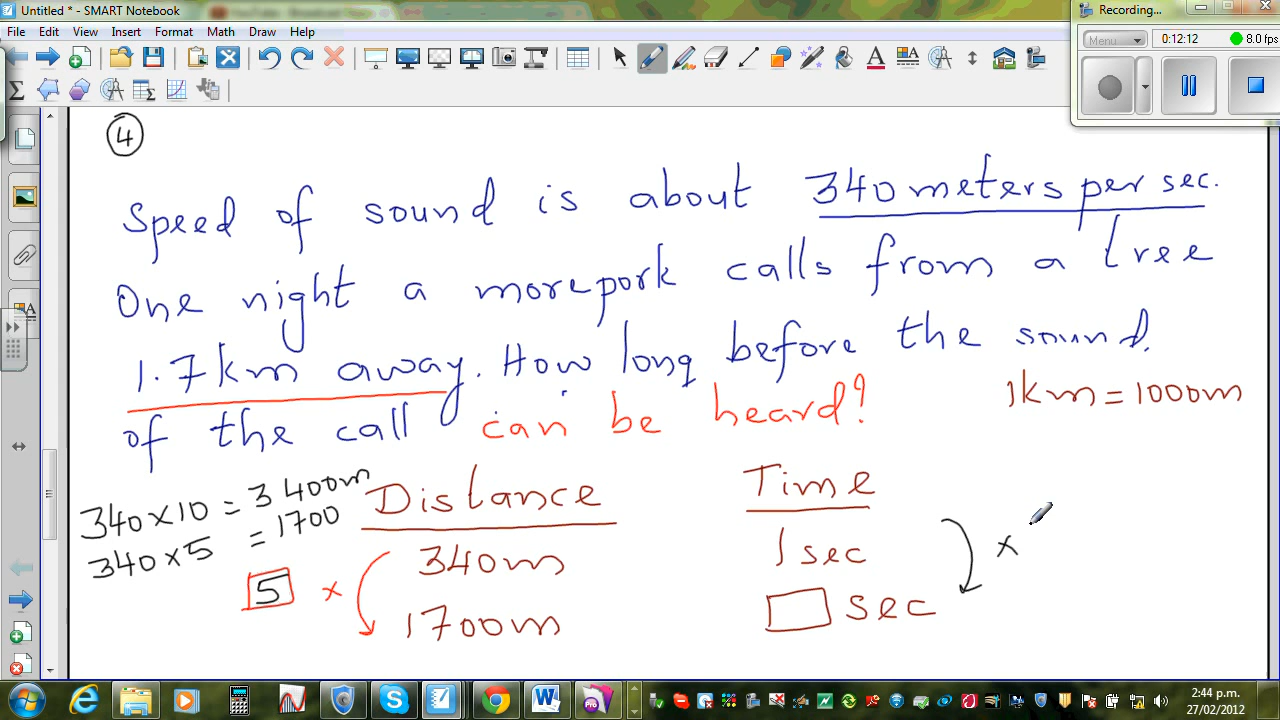 Untitled * - SMART Notebook
File Edit View Insert Format Math Draw Help
Recording...
Menu
0:12:12
8.0 fps
4
Speed of sound is about 340 meters per sec.
One night a morepork calls from a tree
1.7km away. How long before the sound
of the call can be heard?
1km = 1000m
340 x 10 = 3400m
340 x 5 = 1700
Distance Time
340m 1 sec
5 x
1700m sec
x
2:44 p.m.
27/02/2012